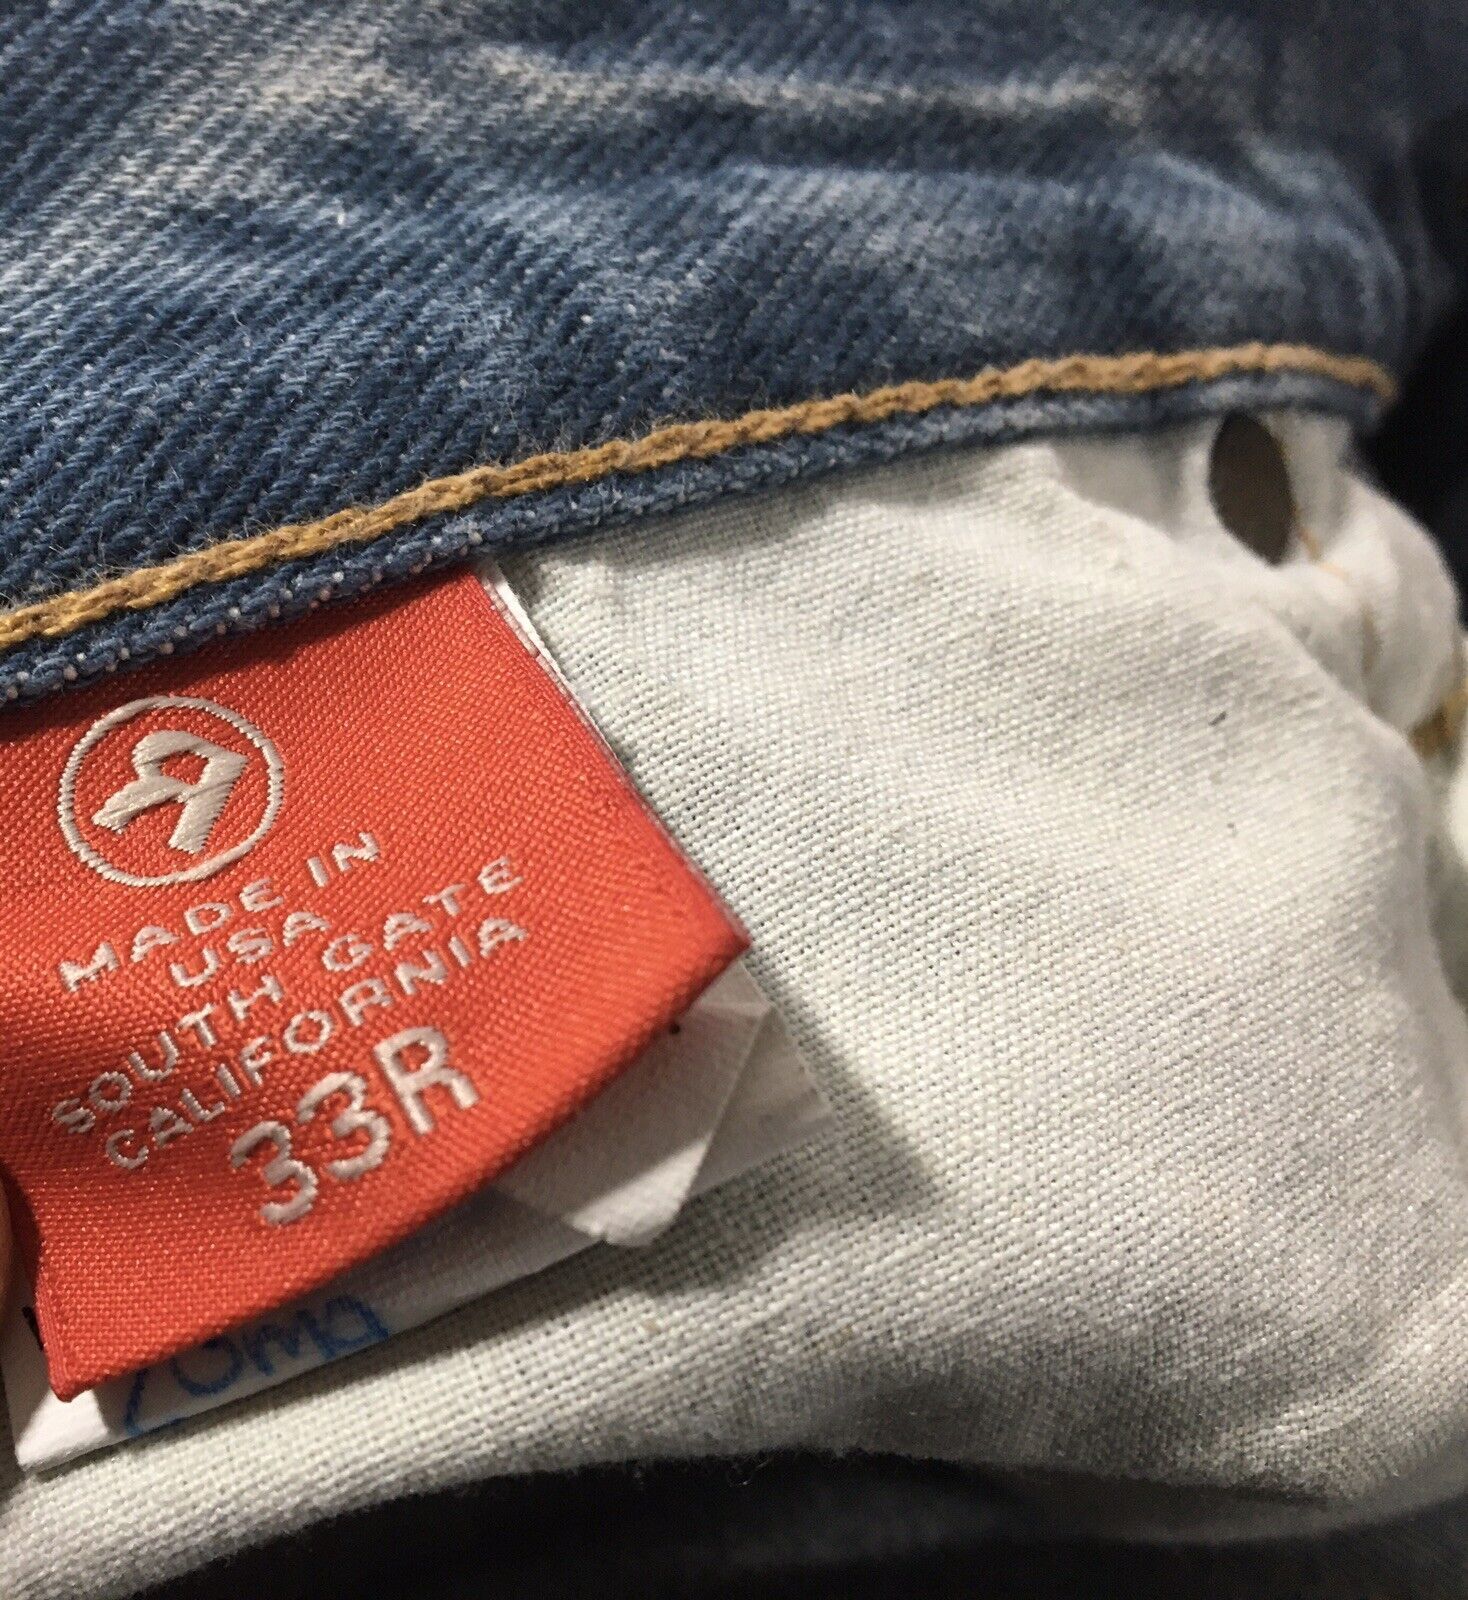 R
MADE IN
USA
SOUTH GATE
CALIFORNIA
33R